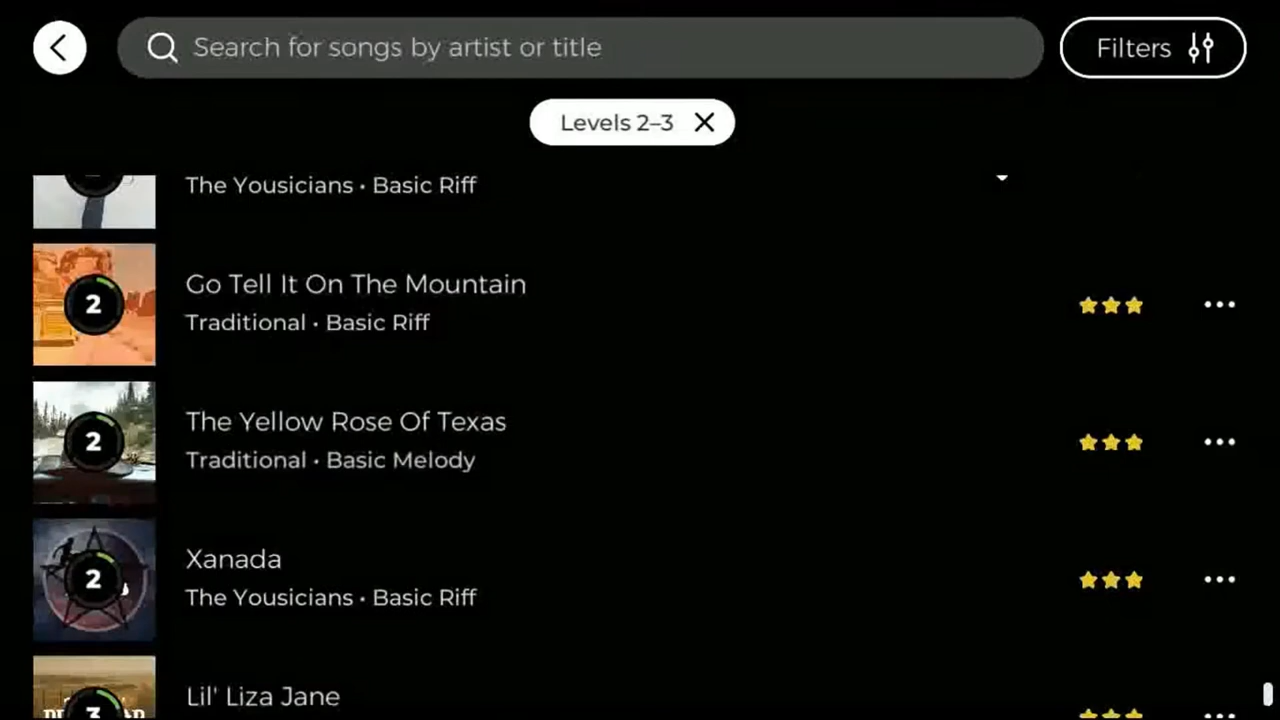 Search for songs by artist or title
Filters
Levels 2–3
The Yousicians • Basic Riff
2
Go Tell It On The Mountain
Traditional • Basic Riff
2
The Yellow Rose Of Texas
Traditional • Basic Melody
2
Xanada
The Yousicians • Basic Riff
3
Lil' Liza Jane